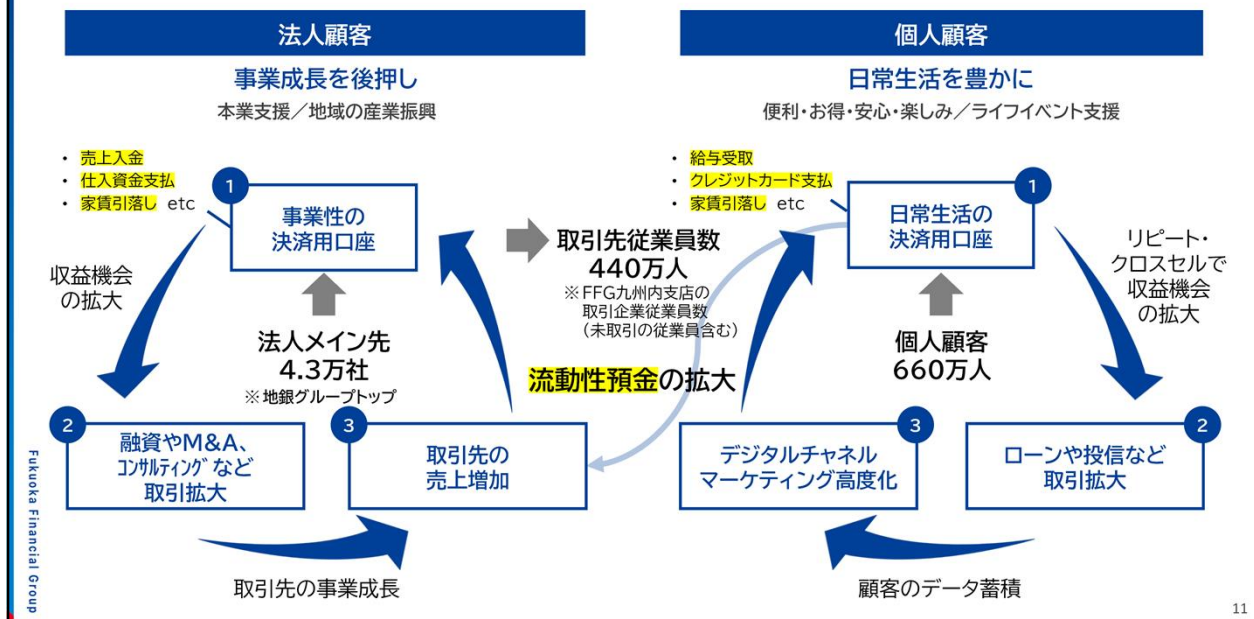 法人顧客
事業成長を後押し
本業支援／地域の産業振興
• 売上入金
• 仕入資金支払
• 家賃引落し etc
1
事業性の
決済用口座
収益機会
の拡大
法人メイン先
4.3万社
※地銀グループトップ
2
融資やM&A、
ｺﾝｻﾙﾃｨﾝｸﾞなど
取引拡大
3
取引先の
売上増加
取引先の事業成長
取引先従業員数
440万人
※FFG九州内支店の
取引企業従業員数
（未取引の従業員含む）
流動性預金の拡大
個人顧客
日常生活を豊かに
便利・お得・安心・楽しみ／ライフイベント支援
• 給与受取
• クレジットカード支払
• 家賃引落し etc
1
日常生活の
決済用口座
リピート・
クロスセルで
収益機会
の拡大
個人顧客
660万人
3
デジタルチャネル
マーケティング高度化
2
ローンや投信など
取引拡大
顧客のデータ蓄積
Fukuoka Financial Group
11